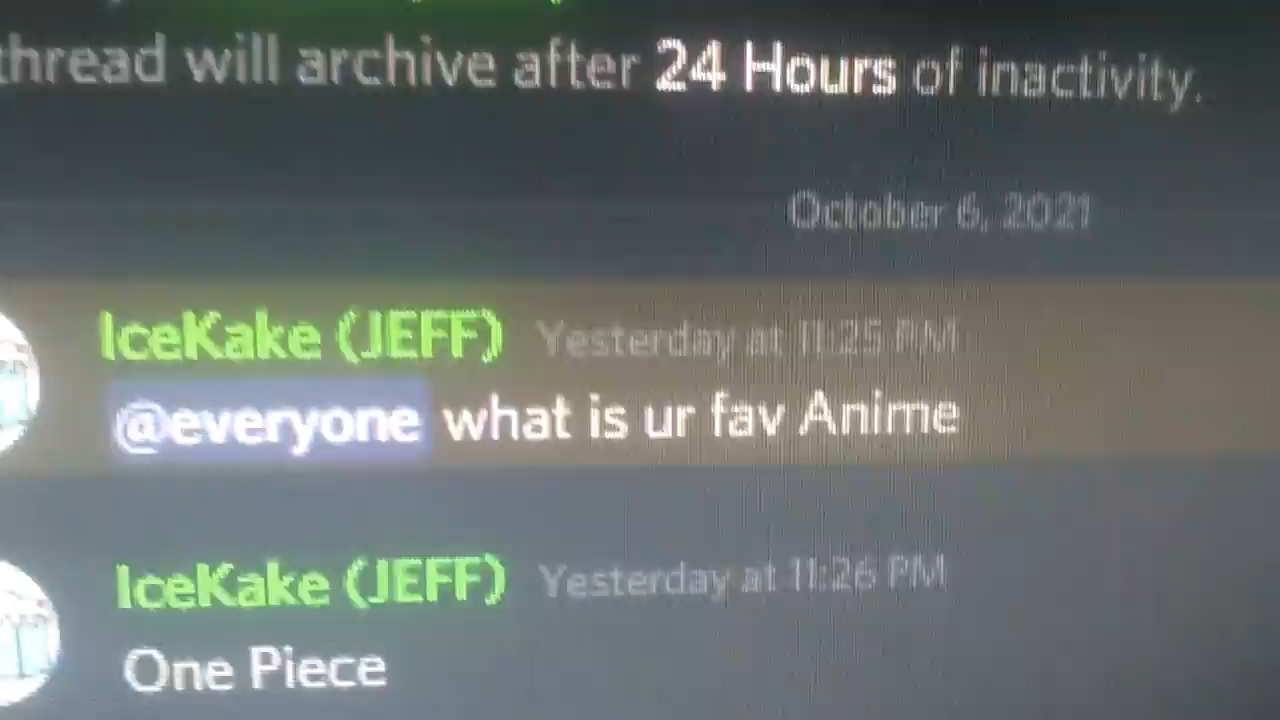 thread will archive after 24 Hours of inactivity.
October 6, 2021
IceKake (JEFF) Yesterday at 11:25 PM
@everyone what is ur fav Anime
IceKake (JEFF) Yesterday at 11:26 PM
One Piece